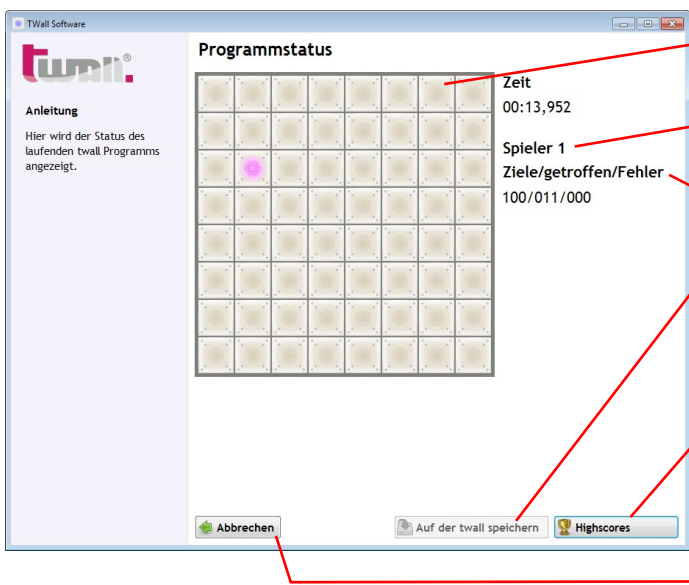 TWall Software
twall®
Anleitung
Hier wird der Status des
laufenden twall Programms
angezeigt.
Programmstatus
Zeit
00:13,952
Spieler 1
Ziele/getroffen/Fehler
100/011/000
Abbrechen
Auf der twall speichern
Highscores